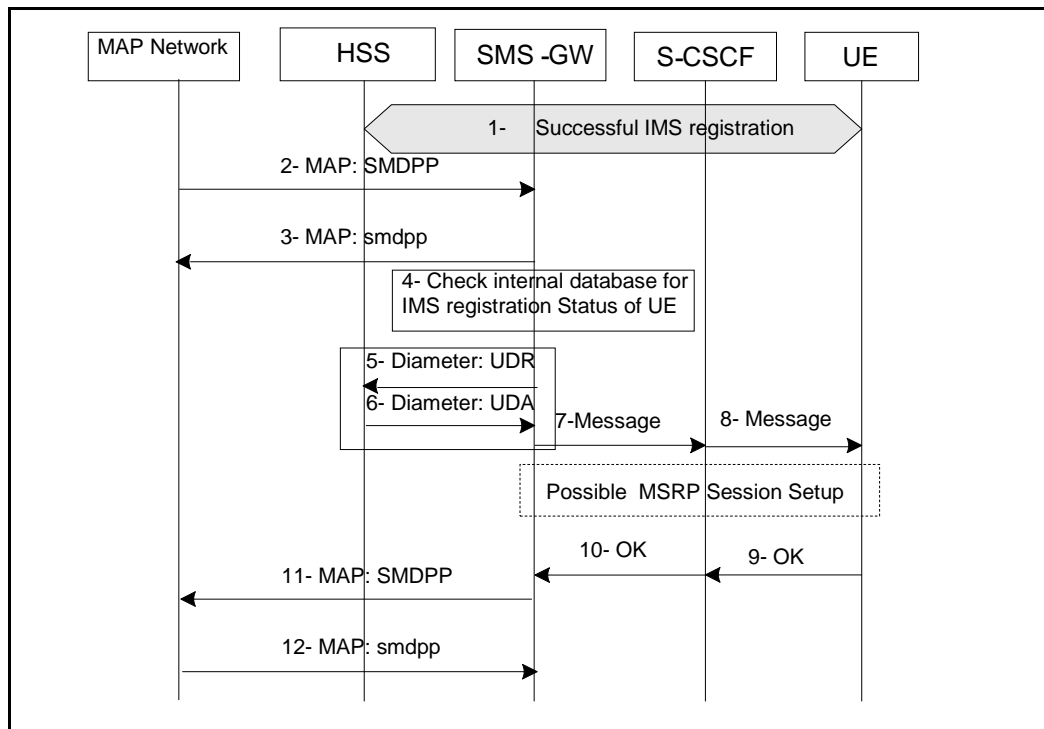 MAP Network
HSS
SMS -GW
S-CSCF
UE
1- Successful IMS registration
2- MAP: SMDPP
3- MAP: smdpp
4- Check internal database for
IMS registration Status of UE
5- Diameter: UDR
6- Diameter: UDA
7-Message
8- Message
Possible MSRP Session Setup
10- OK
9- OK
11- MAP: SMDPP
12- MAP: smdpp